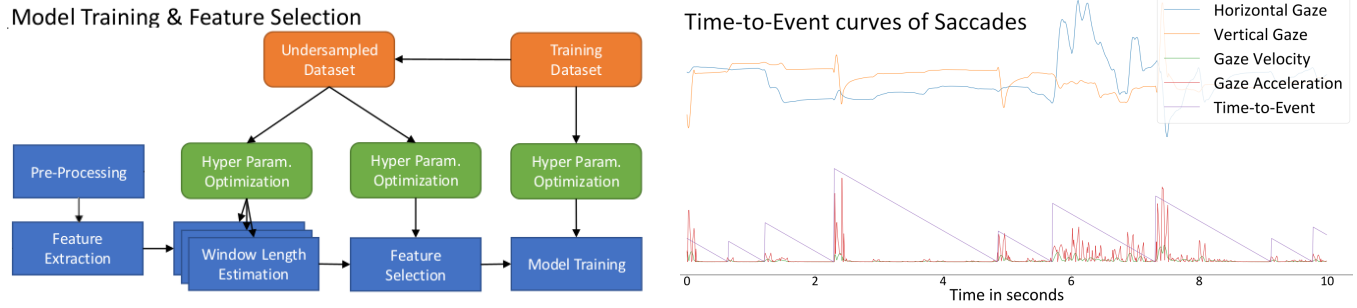 Model Training & Feature Selection
Undersampled
Dataset
Training
Dataset
Pre-Processing
Hyper Param.
Optimization
Hyper Param.
Optimization
Hyper Param.
Optimization
Feature
Extraction
Window Length
Estimation
Feature
Selection
Model Training
Time-to-Event curves of Saccades
Horizontal Gaze
Vertical Gaze
Gaze Velocity
Gaze Acceleration
Time-to-Event
0 2 4 6 8 10
Time in seconds